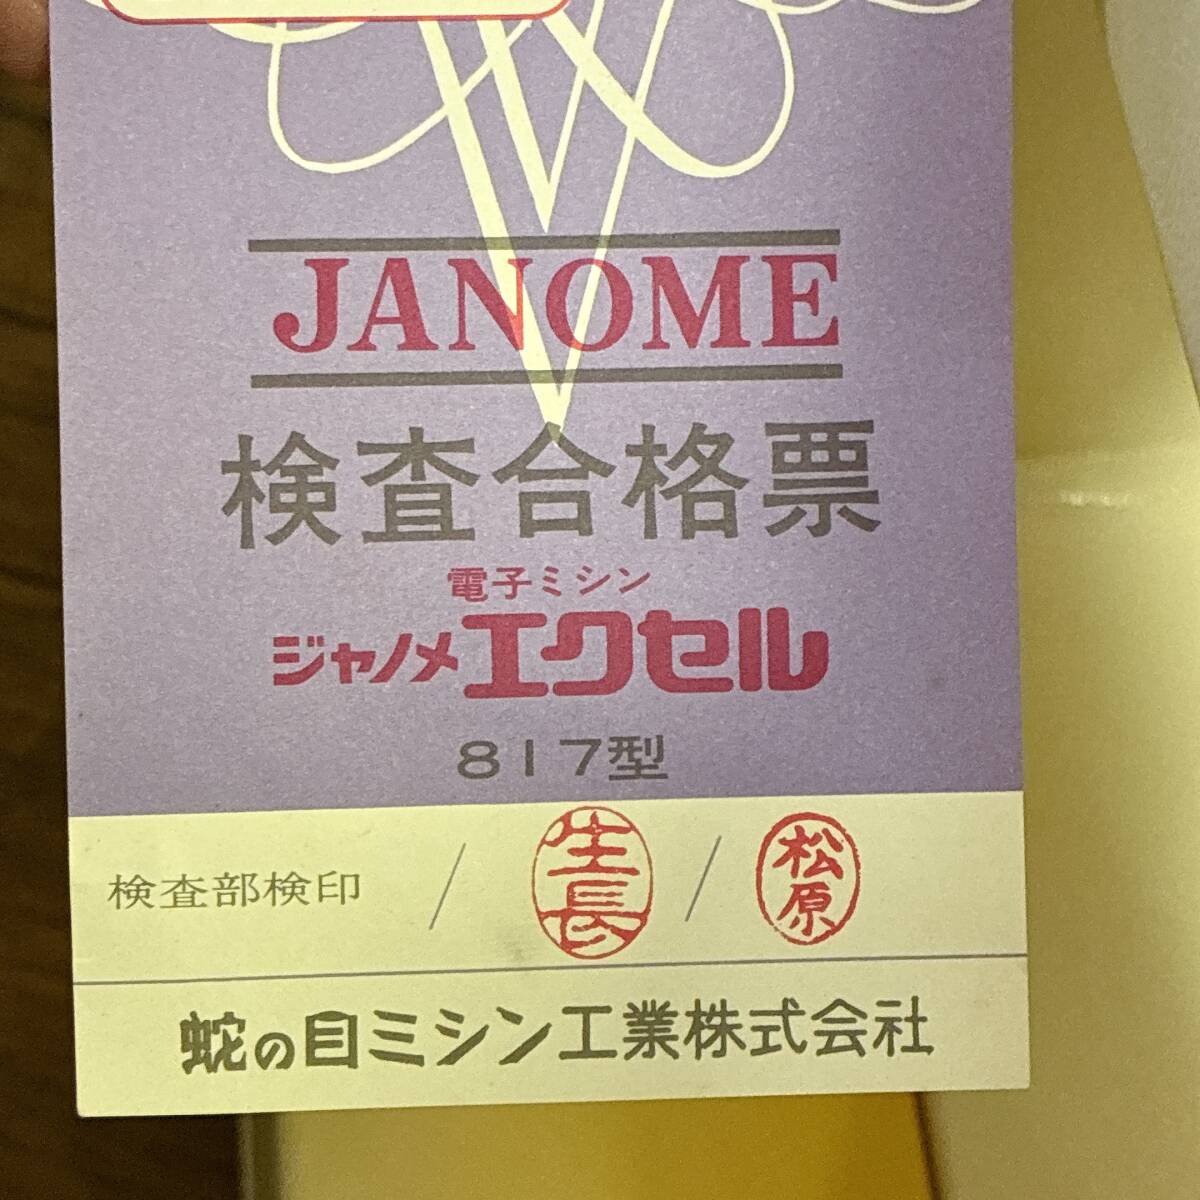 JANOME
検査合格票
電子ミシン
ジャノメエクセル
817型
検査部検印 / 生長 / 松原
蛇の目ミシン工業株式会社